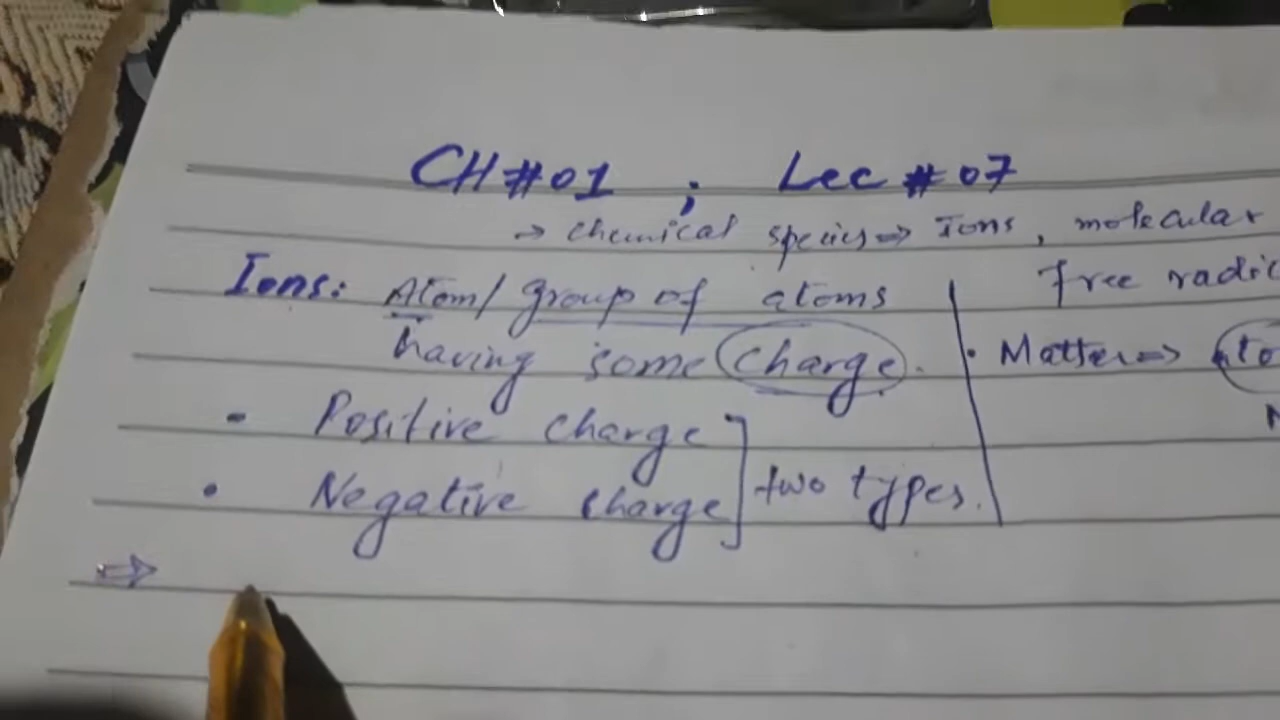 CH#01 ; Lec #07
→ chemical species ⇒ Ions, molecular
Free
Ions: Atom/ group of atoms
having some charge.
• Matter ⇒
- Positive charge
• Negative charge
two types.
⇒